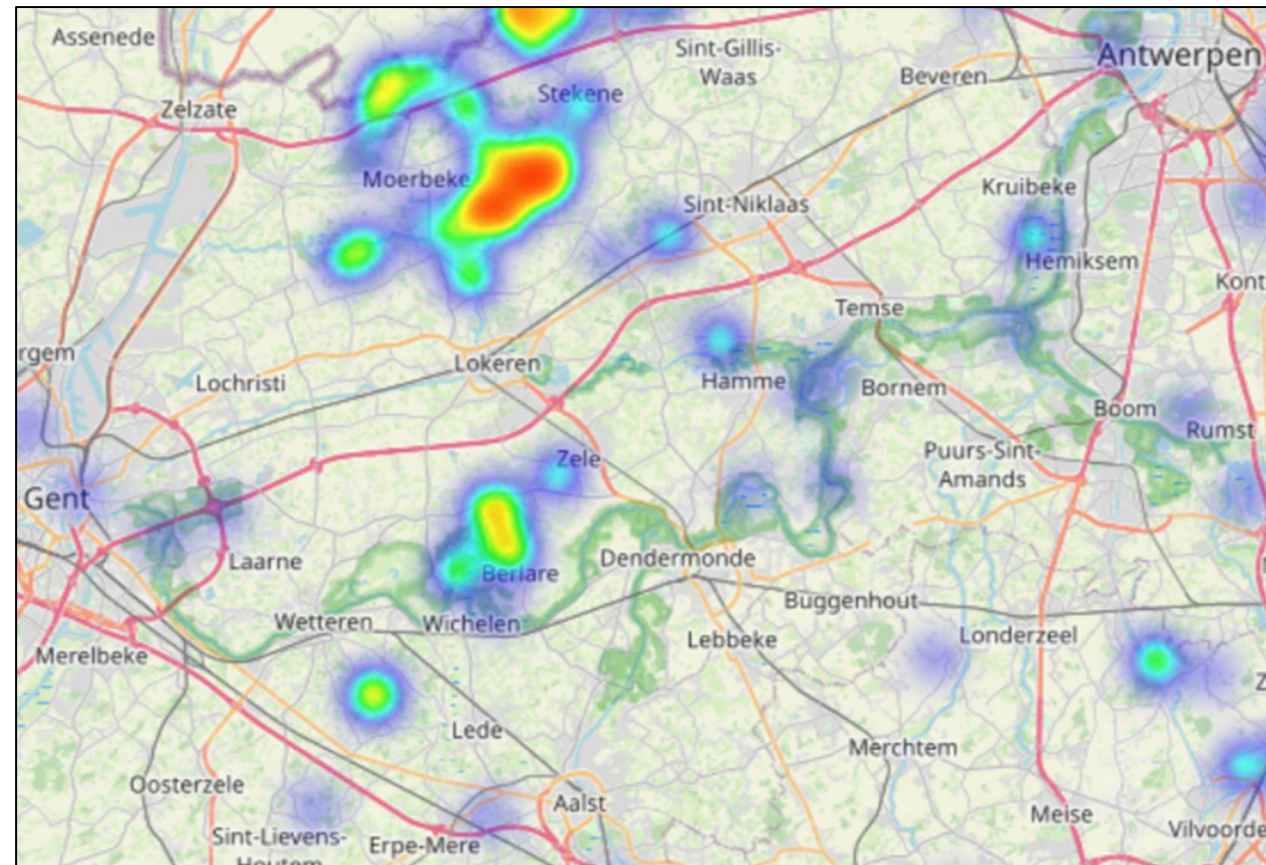 Assenede
Sint-Gillis-
Waas
Antwerpen
Beveren
Zelzate
Stekene
Moerbeke
Kruibeke
Sint-Niklaas
Hemiksem
Kont
Temse
rgem
Lokeren
Lochristi
Hamme
Bornem
Boom
Rumst
Zele
Puurs-Sint-
Amands
Gent
Laarne
Dendermonde
Berlare
Buggenhout
Wetteren
Wichelen
Lebbeke
Londerzeel
Merelbeke
Z
Lede
Merchtem
Oosterzele
Aalst
Meise
Vilvoorde
Sint-Lievens-
Houtem
Erpe-Mere